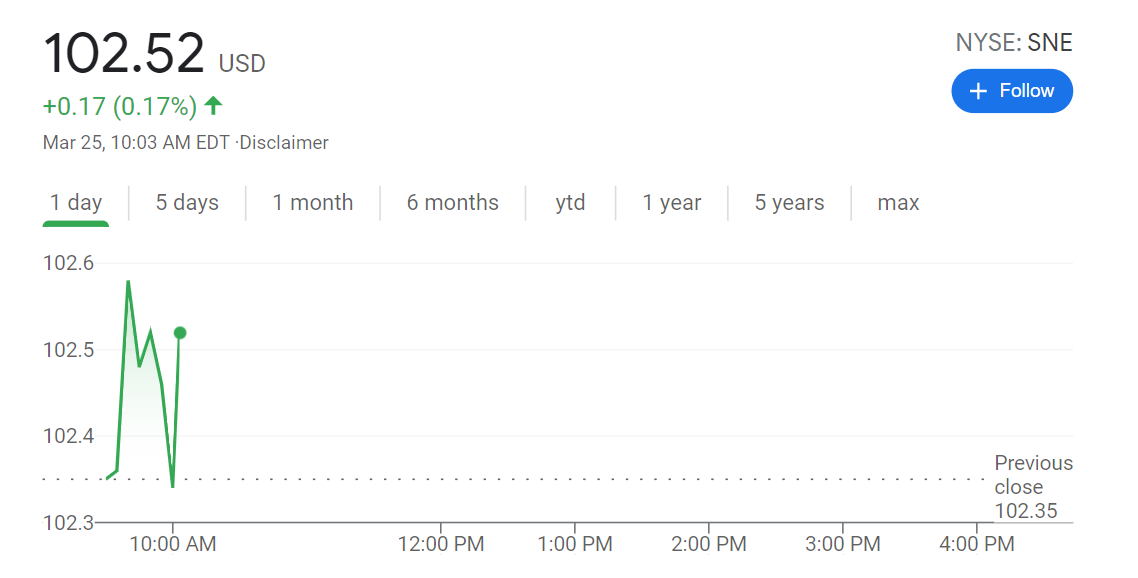 102.52 USD
NYSE: SNE
+0.17 (0.17%)
+ Follow
Mar 25, 10:03 AM EDT ·Disclaimer
1 day 5 days 1 month 6 months ytd 1 year 5 years max
102.6
102.5
102.4
Previous
close
102.35
102.3
10:00 AM 12:00 PM 1:00 PM 2:00 PM 3:00 PM 4:00 PM